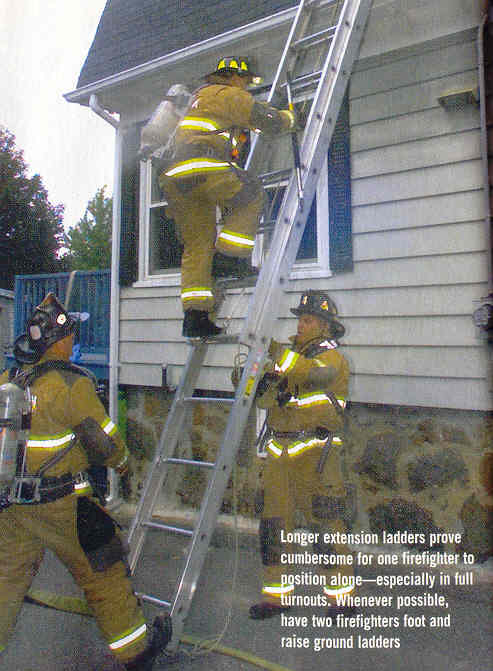 Longer extension ladders prove
cumbersome for one firefighter to
position alone—especially in full
turnouts. Whenever possible,
have two firefighters foot and
raise ground ladders